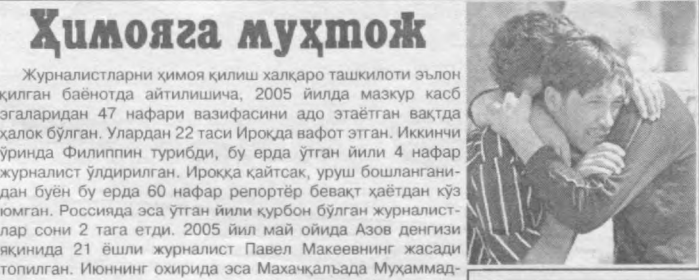 Ҳимояга муҳтож
Журналистларни ҳимоя қилиш халқаро ташкилоти эълон
қилган баёнотда айтилишича, 2005 йилда мазкур касб
эгаларидан 47 нафари вазифасини адо этаётган вақтда
ҳалок бўлган. Улардан 22 таси Ироқда вафот этган. Иккинчи
ўринда Филиппин турибди, бу ерда ўтган йили 4 нафар
журналист ўлдирилган. Ироққа қайтсак, уруш бошлангани-
дан буён бу ерда 60 нафар репортёр бевақт ҳаётдан кўз
юмган. Россияда эса ўтган йили қурбон бўлган журналист-
лар сони 2 тага етди. 2005 йил май ойида Азов денгизи
яқинида 21 ёшли журналист Павел Макеевнинг жасади
топилган. Июннинг охирида эса Махачқалъада Муҳаммад-